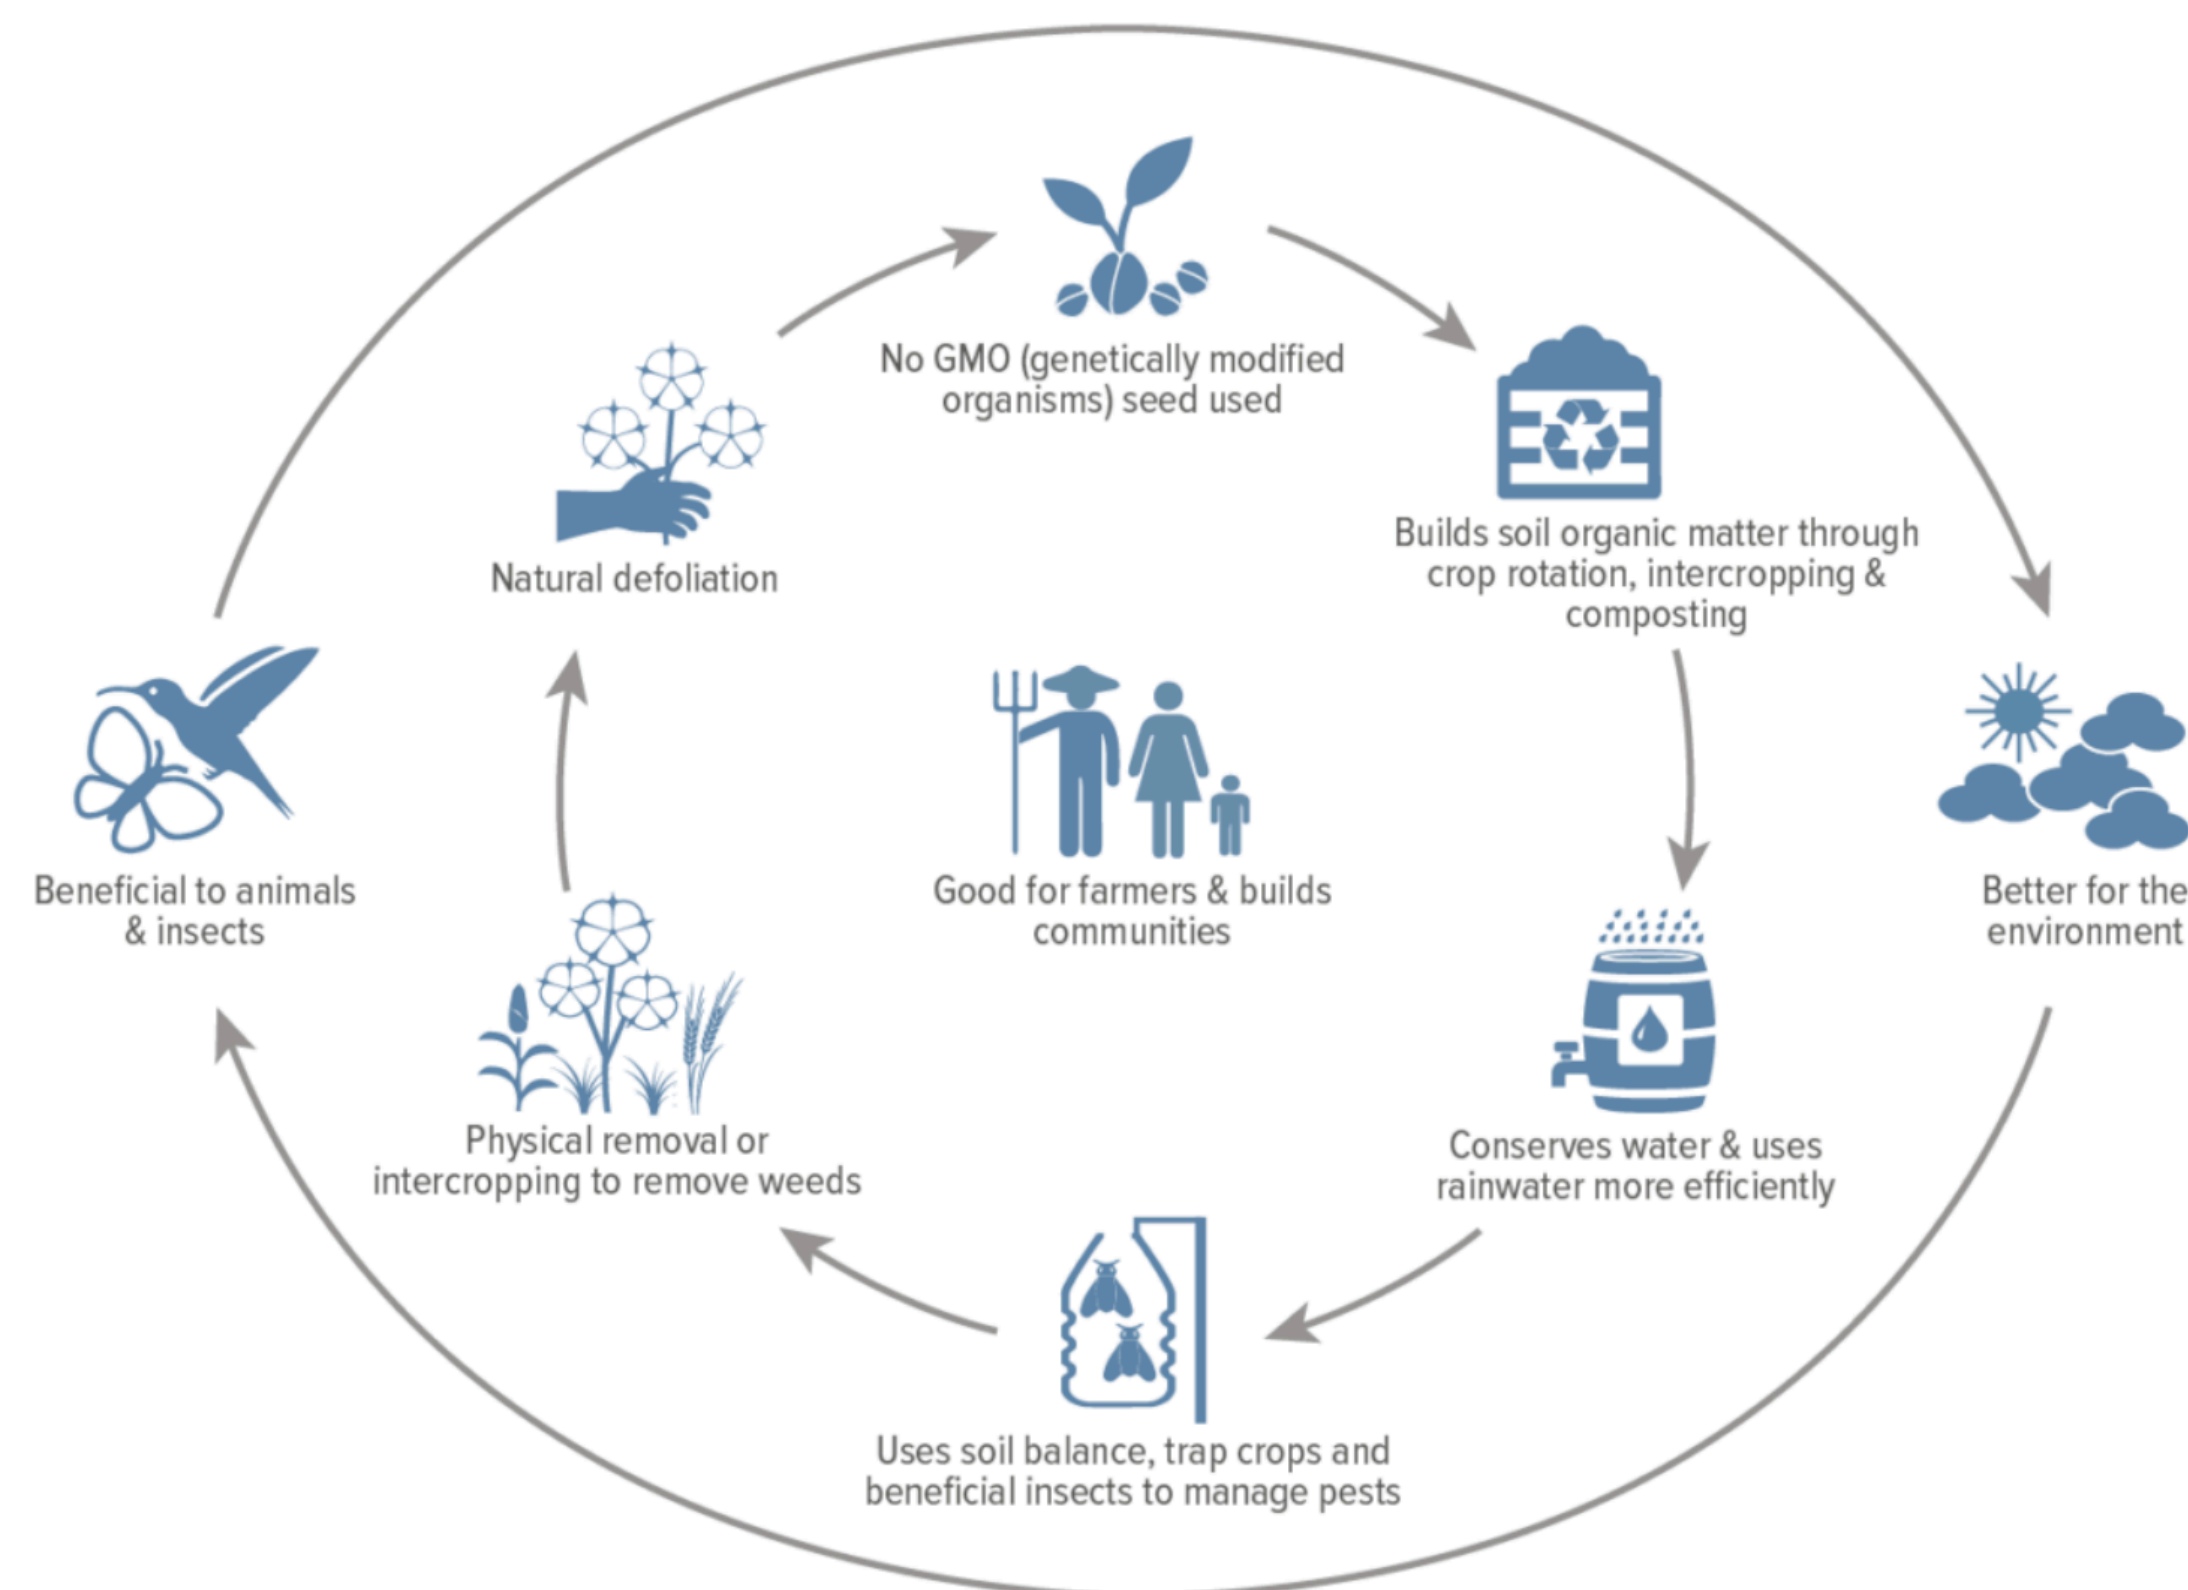 No GMO (genetically modified
organisms) seed used
Builds soil organic matter through
crop rotation, intercropping &
composting
Natural defoliation
Beneficial to animals
& insects
Good for farmers & builds
communities
Better for the
environment
Conserves water & uses
rainwater more efficiently
Physical removal or
intercropping to remove weeds
Uses soil balance, trap crops and
beneficial insects to manage pests